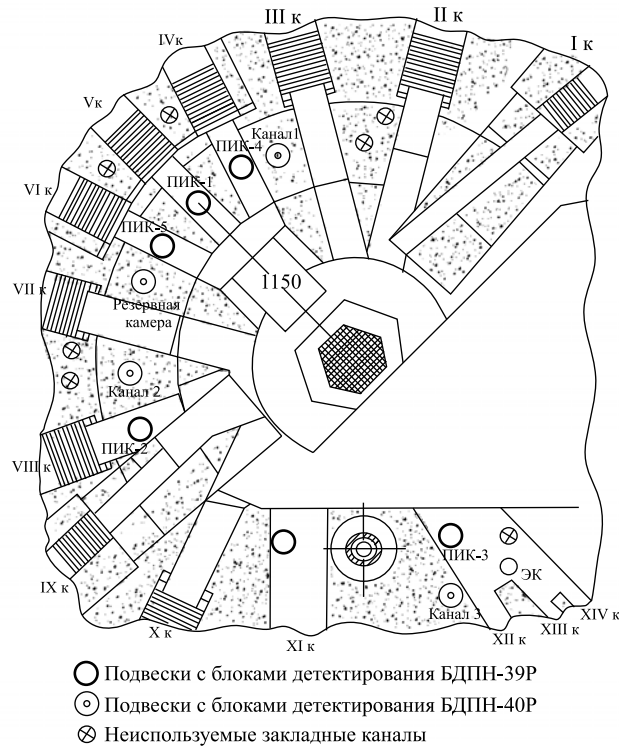 III к
II к
I к
IVк
Vк
Канал1
ПИК-4
ПИК-1
VI к
ПИК-5
1150
VII к
Резервная
камера
Канал 2
ПИК-2
VIII к
ПИК-3
ЭК
IX к
Канал 3
X к
XI к
XII к
XIII к
XIV к
Подвески с блоками детектирования БДПН-39Р
Подвески с блоками детектирования БДПН-40Р
Неиспользуемые закладные каналы